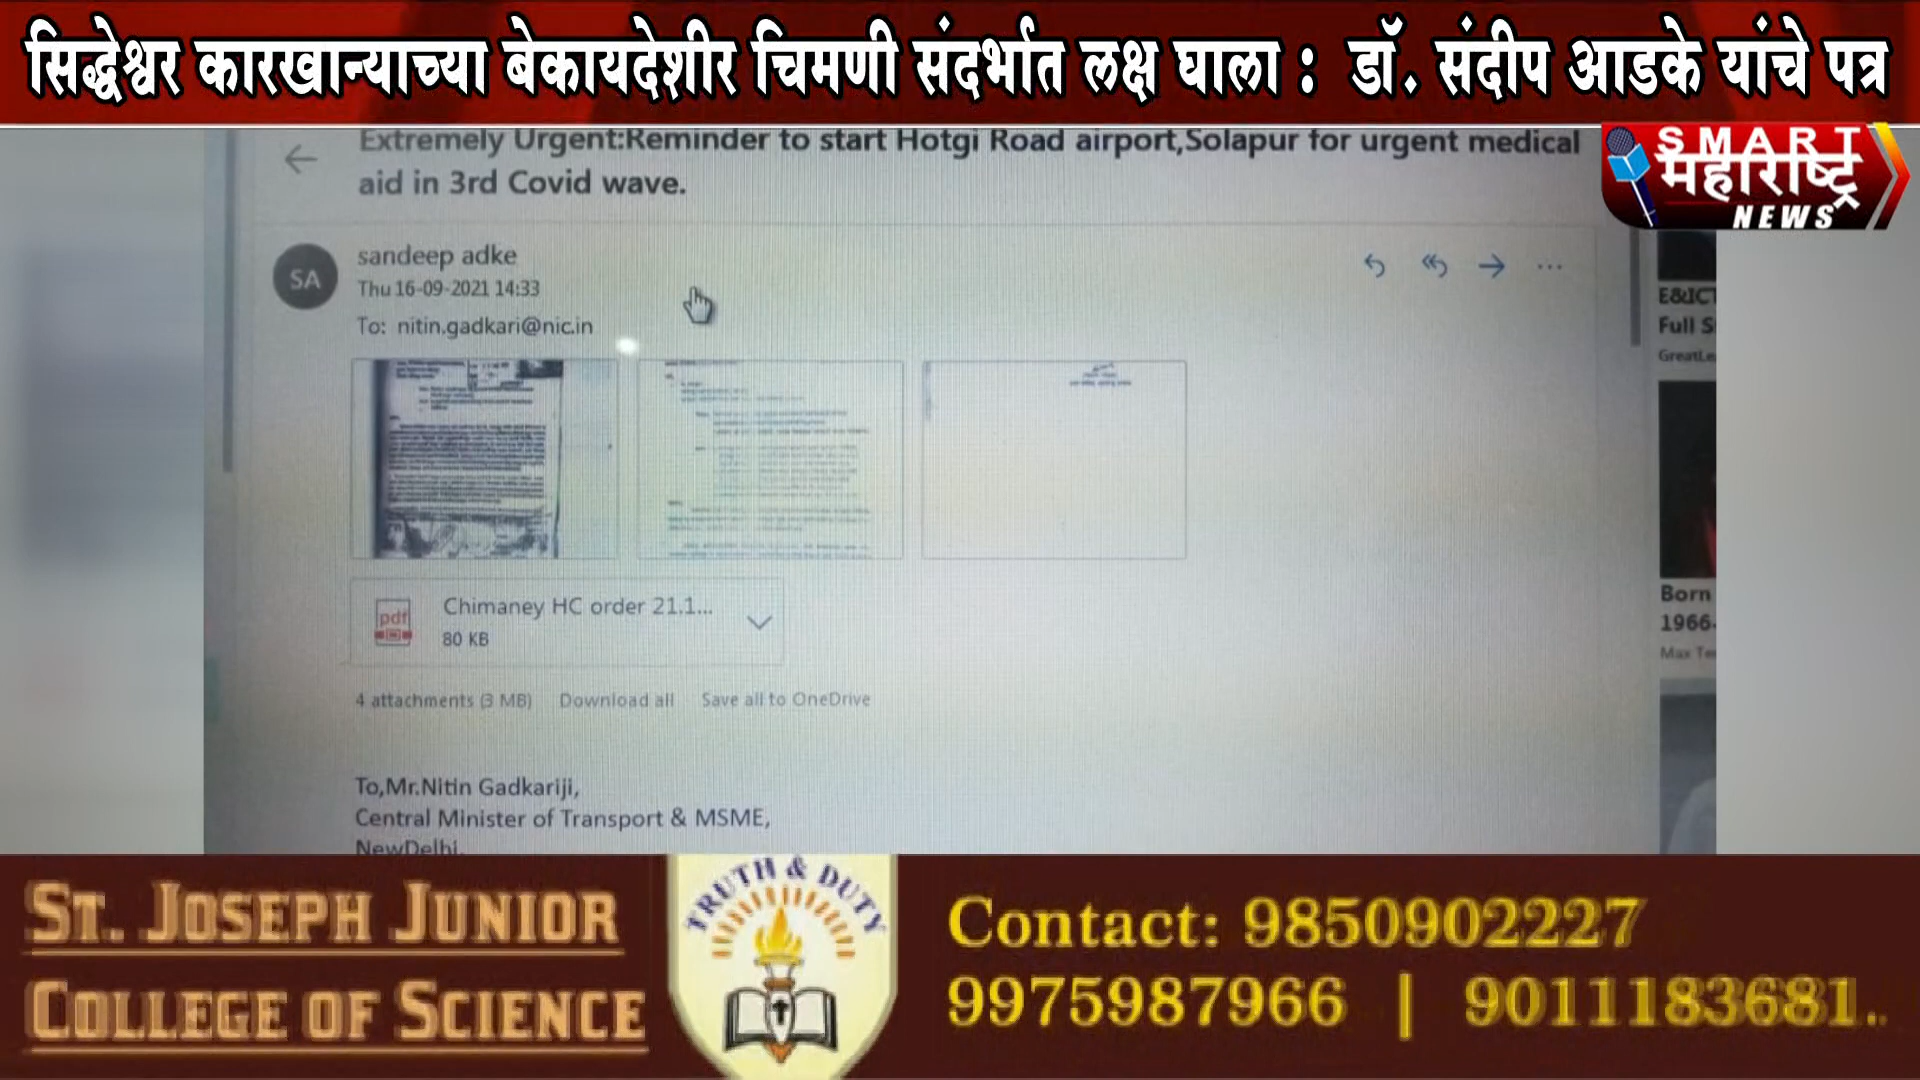 सिद्धेश्वर कारखान्याच्या बेकायदेशीर चिमणी संदर्भात लक्ष घाला : डॉ. संदीप आडके यांचे पत्र
SMART
महाराष्ट्र
NEWS
Extremely Urgent:Reminder to start Hotgi Road airport,Solapur for urgent medical
aid in 3rd Covid wave.
SA
sandeep adke
Thu 16-09-2021 14:33
To: nitin.gadkari@nic.in
pdf
Chimaney HC order 21.1...
80 KB
4 attachments (3 MB) Download all Save all to OneDrive
To,Mr.Nitin Gadkariji,
Central Minister of Transport & MSME,
NewDelhi.
E&ICT
Full S
GreatLe
Born
1966-
Max Te
ST. JOSEPH JUNIOR
COLLEGE OF SCIENCE
TRUTH & DUTY
Contact: 9850902227
9975987966 | 9011183681..